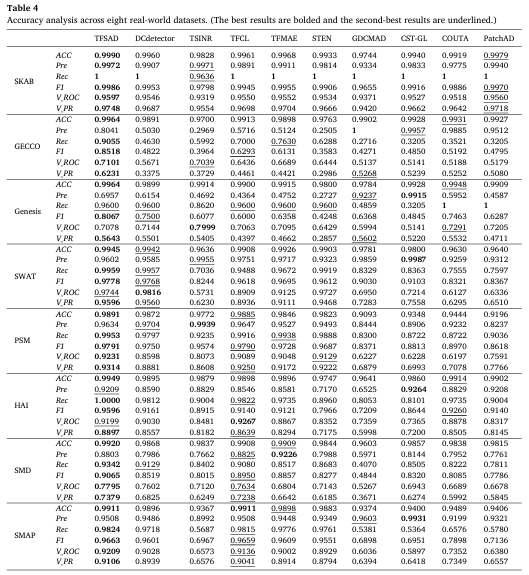 Table 4
Accuracy analysis across eight real-world datasets. (The best results are bolded and the second-best results are underlined.)
TFSAD DCdetector TSINR TFCL TFMAE STEN GDCMAD CST-GL COUTA PatchAD
SKAB
ACC 0.9990 0.9960 0.9828 0.9961 0.9968 0.9933 0.9744 0.9940 0.9919 0.9979
Pre 0.9972 0.9907 0.9971 0.9891 0.9911 0.9814 0.9334 0.9833 0.9775 0.9940
Rec 1 1 0.9636 1 1 1 1 1 1 1
F1 0.9986 0.9953 0.9798 0.9945 0.9955 0.9906 0.9655 0.9916 0.9886 0.9970
V_ROC 0.9597 0.9546 0.9319 0.9550 0.9552 0.9534 0.9371 0.9527 0.9518 0.9560
V_PR 0.9748 0.9687 0.9554 0.9698 0.9704 0.9666 0.9420 0.9662 0.9642 0.9718
GECCO
ACC 0.9964 0.9891 0.9700 0.9913 0.9898 0.9763 0.9902 0.9928 0.9931 0.9927
Pre 0.8041 0.5030 0.2969 0.5716 0.5124 0.2505 1 0.9957 0.9885 0.9512
Rec 0.9055 0.4630 0.5992 0.7000 0.7630 0.6288 0.2716 0.3205 0.3521 0.3205
F1 0.8518 0.4822 0.3964 0.6293 0.6131 0.3583 0.4271 0.4850 0.5192 0.4795
V_ROC 0.7101 0.5671 0.7039 0.6436 0.6689 0.6444 0.5137 0.5141 0.5188 0.5179
V_PR 0.6231 0.3375 0.3729 0.4461 0.4421 0.2986 0.5268 0.5239 0.5252 0.5080
Genesis
ACC 0.9964 0.9899 0.9914 0.9900 0.9915 0.9800 0.9784 0.9928 0.9948 0.9909
Pre 0.6957 0.6154 0.4692 0.4364 0.4752 0.2727 0.9237 0.9915 0.5952 0.4587
Rec 0.9600 0.9600 0.8620 0.9600 0.9600 0.9600 0.4859 0.3205 1 1
F1 0.8067 0.7500 0.6077 0.6000 0.6358 0.4248 0.6368 0.4845 0.7463 0.6287
V_ROC 0.7078 0.7144 0.7999 0.7063 0.7095 0.6429 0.5994 0.5141 0.7291 0.7205
V_PR 0.5643 0.5501 0.5405 0.4397 0.4662 0.2857 0.5602 0.5220 0.5532 0.4711
SWAT
ACC 0.9945 0.9942 0.9636 0.9908 0.9926 0.9903 0.9781 0.9800 0.9630 0.9640
Pre 0.9602 0.9585 0.9955 0.9751 0.9717 0.9323 0.9859 0.9987 0.9259 0.9312
Rec 0.9959 0.9957 0.7036 0.9488 0.9672 0.9919 0.8329 0.8363 0.7555 0.7597
F1 0.9778 0.9768 0.8244 0.9618 0.9695 0.9612 0.9030 0.9103 0.8321 0.8367
V_ROC 0.9744 0.9816 0.5731 0.8909 0.9125 0.9727 0.6950 0.7214 0.6127 0.6336
V_PR 0.9596 0.9560 0.6230 0.8936 0.9111 0.9468 0.7283 0.7558 0.6295 0.6510
PSM
ACC 0.9891 0.9872 0.9772 0.9885 0.9846 0.9823 0.9093 0.9348 0.9444 0.9196
Pre 0.9634 0.9704 0.9939 0.9647 0.9527 0.9493 0.8444 0.8906 0.9232 0.8237
Rec 0.9953 0.9797 0.9235 0.9916 0.9938 0.9888 0.8300 0.8722 0.8722 0.9036
F1 0.9791 0.9750 0.9574 0.9790 0.9728 0.9687 0.8371 0.8813 0.8970 0.8618
V_ROC 0.9231 0.8598 0.8073 0.9089 0.9048 0.9129 0.6227 0.6228 0.6197 0.7591
V_PR 0.9314 0.8881 0.8608 0.9250 0.9172 0.9222 0.6879 0.6993 0.7078 0.7766
HAI
ACC 0.9949 0.9895 0.9879 0.9898 0.9896 0.9747 0.9641 0.9860 0.9914 0.9902
Pre 0.9209 0.8590 0.8829 0.8546 0.8581 0.7170 0.6525 0.9264 0.8829 0.9208
Rec 1.0000 0.9812 0.9004 0.9822 0.9735 0.8960 0.8053 0.8101 0.9735 0.9004
F1 0.9596 0.9161 0.8915 0.9140 0.9121 0.7966 0.7209 0.8644 0.9260 0.9140
V_ROC 0.9199 0.9030 0.8481 0.9267 0.8867 0.8352 0.7359 0.7365 0.8878 0.8317
V_PR 0.8897 0.8557 0.8182 0.8639 0.8294 0.7175 0.5998 0.7200 0.8505 0.8145
SMD
ACC 0.9920 0.9868 0.9837 0.9908 0.9909 0.9844 0.9603 0.9857 0.9838 0.9815
Pre 0.8803 0.7986 0.7662 0.8825 0.9226 0.7988 0.5971 0.8144 0.7952 0.7761
Rec 0.9342 0.9129 0.8402 0.9080 0.8517 0.8683 0.4070 0.8505 0.8222 0.7811
F1 0.9065 0.8519 0.8015 0.8950 0.8857 0.8277 0.4844 0.8320 0.8085 0.7786
V_ROC 0.7795 0.7602 0.7120 0.7634 0.6804 0.7143 0.5267 0.6943 0.6689 0.6678
V_PR 0.7379 0.6825 0.6249 0.7238 0.6642 0.6185 0.3671 0.6274 0.5992 0.5845
SMAP
ACC 0.9911 0.9896 0.9367 0.9911 0.9898 0.9883 0.9374 0.9400 0.9489 0.9406
Pre 0.9508 0.9486 0.8992 0.9508 0.9448 0.9349 0.9603 0.9931 0.9199 0.9321
Rec 0.9824 0.9718 0.5687 0.9815 0.9776 0.9761 0.5381 0.5364 0.6576 0.5780
F1 0.9663 0.9601 0.6967 0.9659 0.9609 0.9551 0.6898 0.6951 0.7898 0.7136
V_ROC 0.9209 0.9028 0.6573 0.9136 0.9002 0.8929 0.6036 0.5897 0.7352 0.6380
V_PR 0.9106 0.8939 0.6576 0.9041 0.8914 0.8794 0.6394 0.6418 0.7349 0.6557